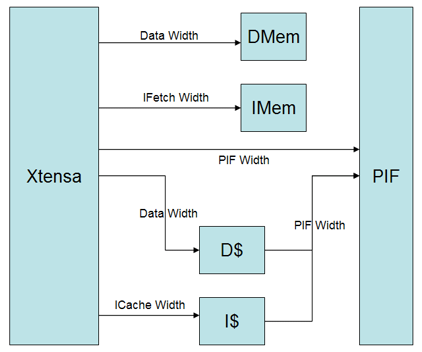 Data Width
DMem
IFetch Width
IMem
PIF Width
Xtensa
PIF
Data Width
PIF Width
D$
ICache Width
I$